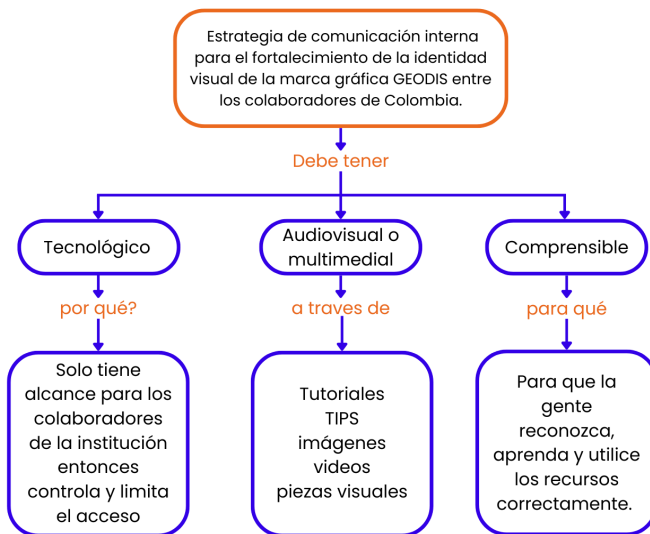 Estrategia de comunicación interna
para el fortalecimiento de la identidad
visual de la marca gráfica GEODIS entre
los colaboradores de Colombia.
Debe tener
Tecnológico
por qué?
Solo tiene
alcance para los
colaboradores
de la institución
entonces
controla y limita
el acceso
Audiovisual o
multimedial
a traves de
Tutoriales
TIPS
imágenes
videos
piezas visuales
Comprensible
para qué
Para que la
gente
reconozca,
aprenda y utilice
los recursos
correctamente.